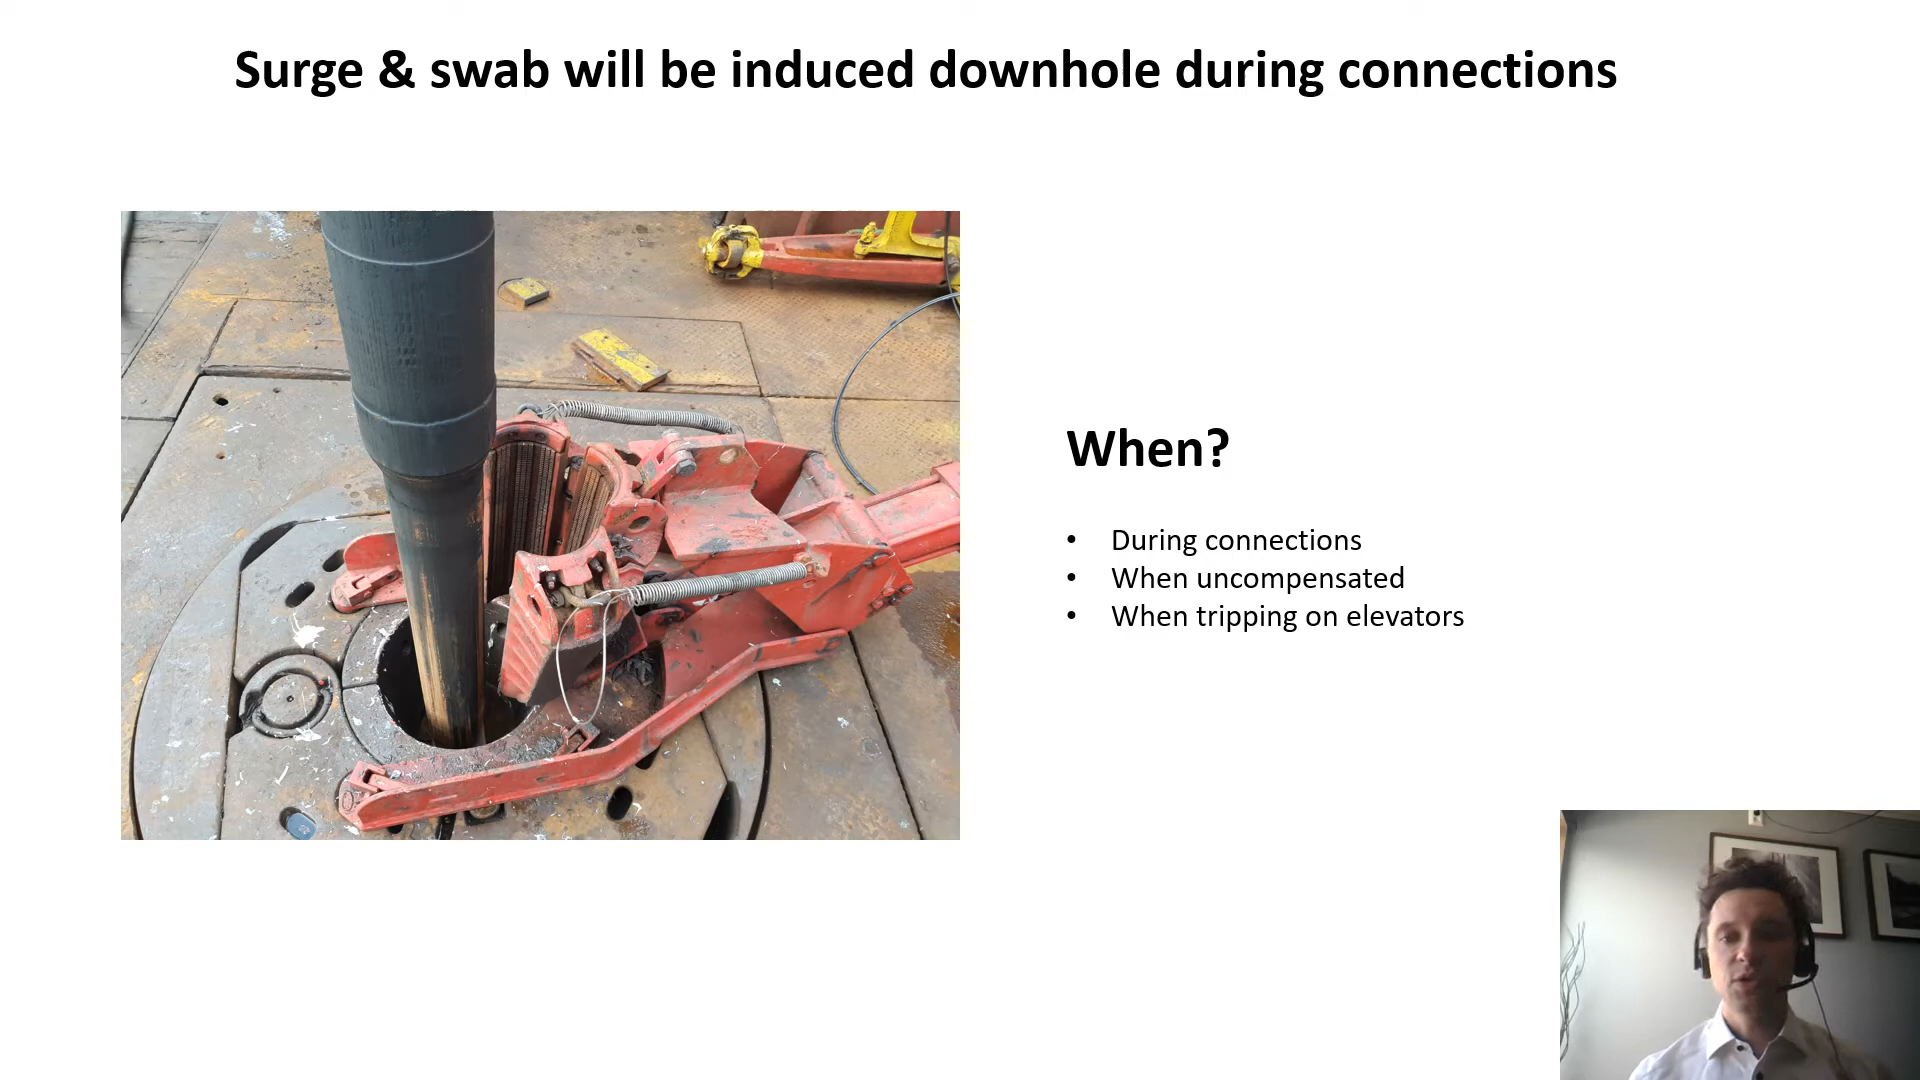 Surge & swab will be induced downhole during connections
When?
• During connections
• When uncompensated
• When tripping on elevators